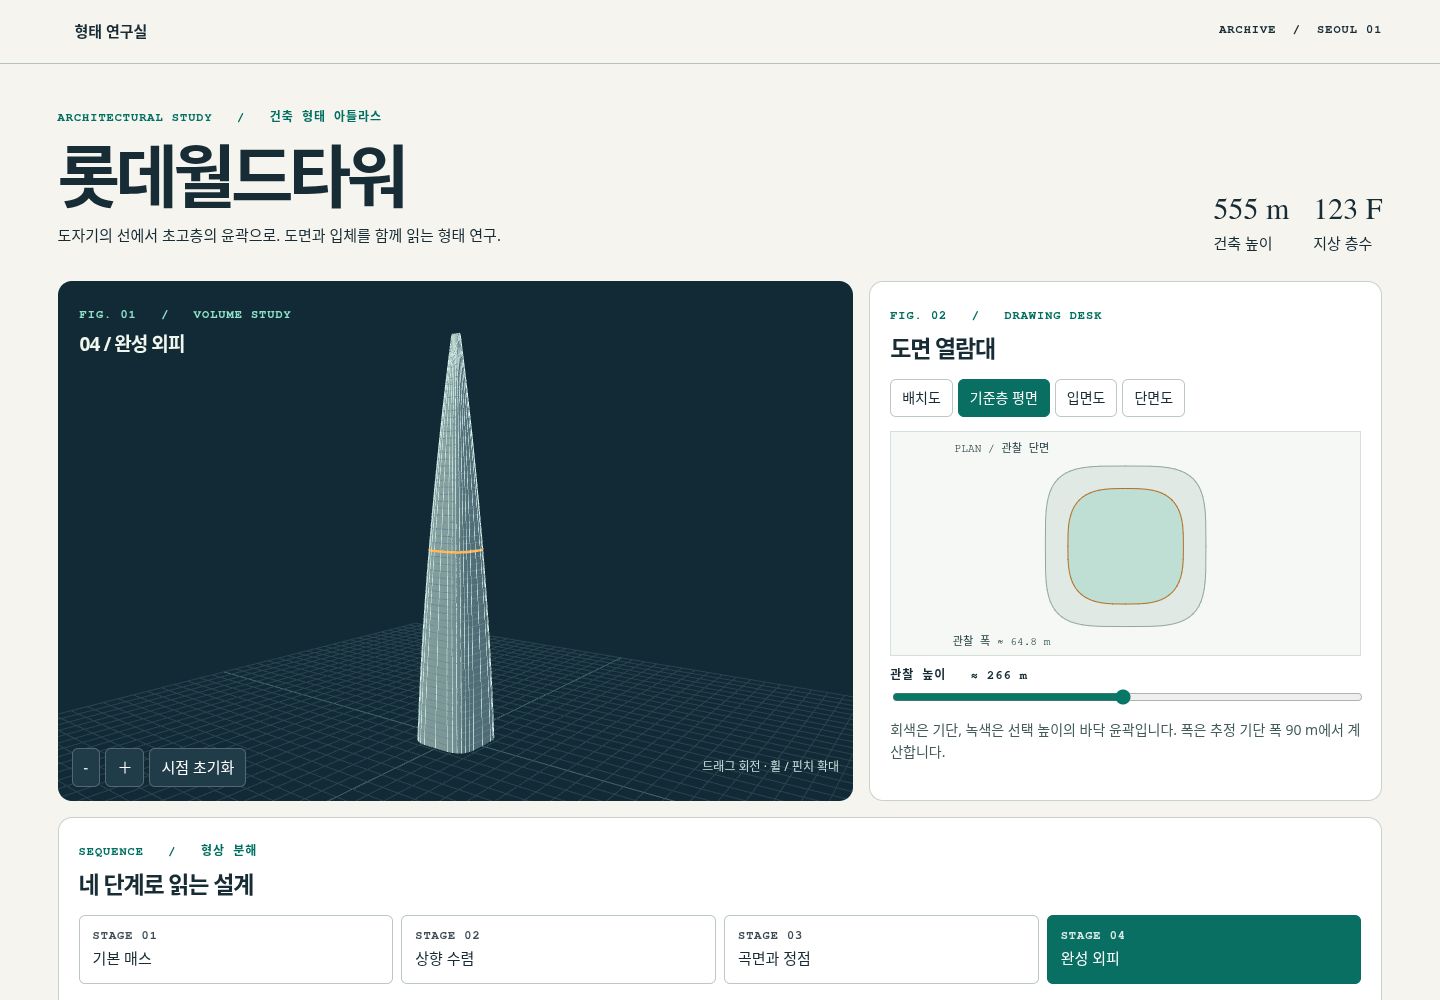 형태 연구실
ARCHIVE / SEOUL 01
ARCHITECTURAL STUDY / 건축 형태 아틀라스
롯데월드타워
도자기의 선에서 초고층의 윤곽으로. 도면과 입체를 함께 읽는 형태 연구.
555 m 123 F
건축 높이 지상 층수
FIG. 01 / VOLUME STUDY
04 / 완성 외피
- + 시점 초기화
드래그 회전 · 휠 / 핀치 확대
FIG. 02 / DRAWING DESK
도면 열람대
배치도 기준층 평면 입면도 단면도
PLAN / 관찰 단면
관찰 폭 ≈ 64.8 m
관찰 높이 ≈ 266 m
회색은 기단, 녹색은 선택 높이의 바닥 윤곽입니다. 폭은 추정 기단 폭 90 m에서 계
산합니다.
SEQUENCE / 형상 분해
네 단계로 읽는 설계
STAGE 01
기본 매스
STAGE 02
상향 수렴
STAGE 03
곡면과 정점
STAGE 04
완성 외피